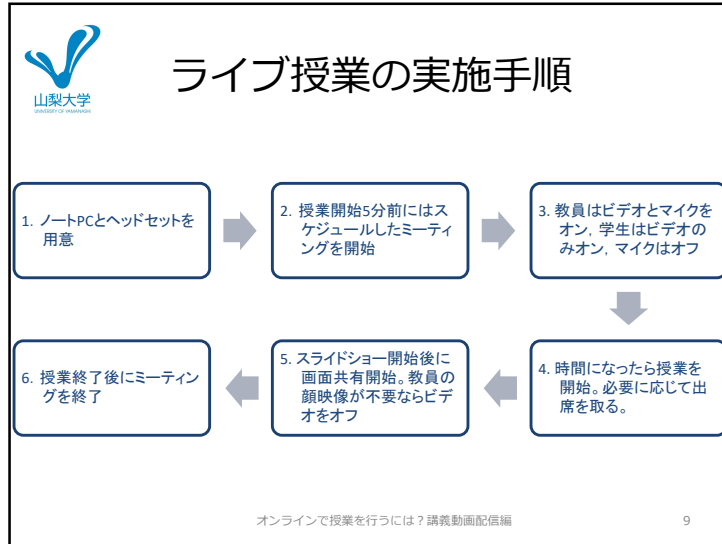 山梨大学
UNIVERSITY OF YAMANASHI
ライブ授業の実施手順
1. ノートPCとヘッドセットを
用意
2. 授業開始5分前にはス
ケジュールしたミーティ
ングを開始
3. 教員はビデオとマイクを
オン，学生はビデオの
みオン，マイクはオフ
4. 時間になったら授業を
開始。必要に応じて出
席を取る。
5. スライドショー開始後に
画面共有開始。教員の
顔映像が不要ならビデ
オをオフ
6. 授業終了後にミーティン
グを終了
オンラインで授業を行うには？講義動画配信編
9